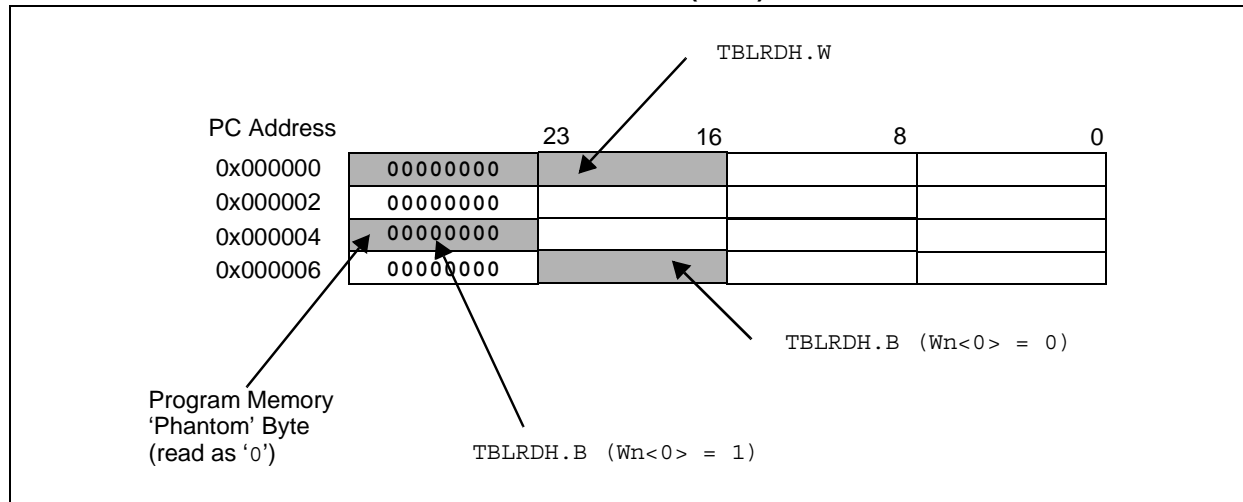 TBLRDH.W
PC Address
23 16 8 0
0x000000 00000000
0x000002 00000000
0x000004 00000000
0x000006 00000000
TBLRDH.B (Wn<0> = 0)
Program Memory
‘Phantom’ Byte
(read as ‘0’)
TBLRDH.B (Wn<0> = 1)